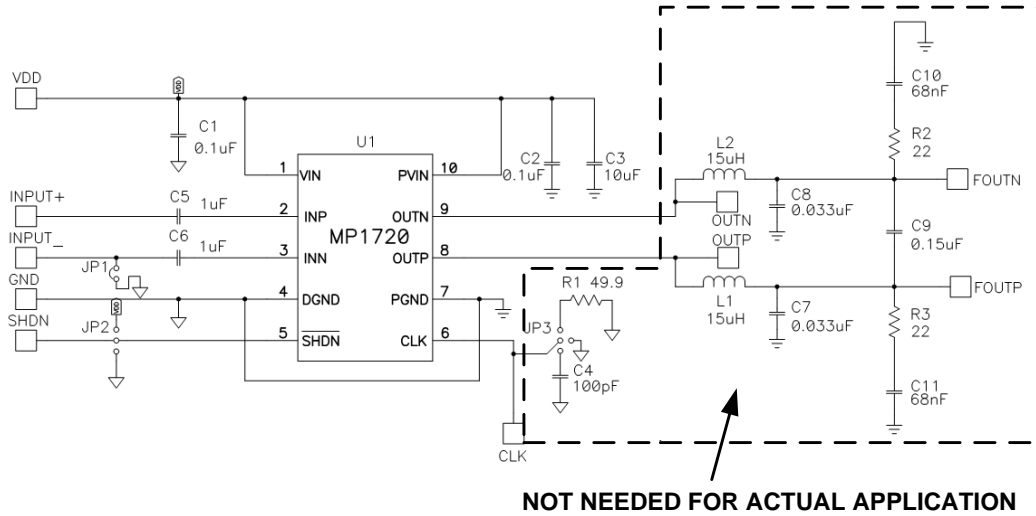 VDD
VDD
C1
0.1uF
U1
1 VIN
PVIN 10
C2
0.1uF
C3
10uF
INPUT+
C5
1uF
2 INP
OUTN 9
INPUT_
C6
1uF
3 INN
MP1720
OUTP 8
JP1
GND
4 DGND
PGND 7
VDD
SHDN
JP2
5 SHDN
CLK 6
R1 49.9
JP3
C4
100pF
CLK
L2
15uH
OUTN
OUTP
L1
15uH
C8
0.033uF
C7
0.033uF
C10
68nF
R2
22
FOUTN
C9
0.15uF
FOUTP
R3
22
C11
68nF
NOT NEEDED FOR ACTUAL APPLICATION